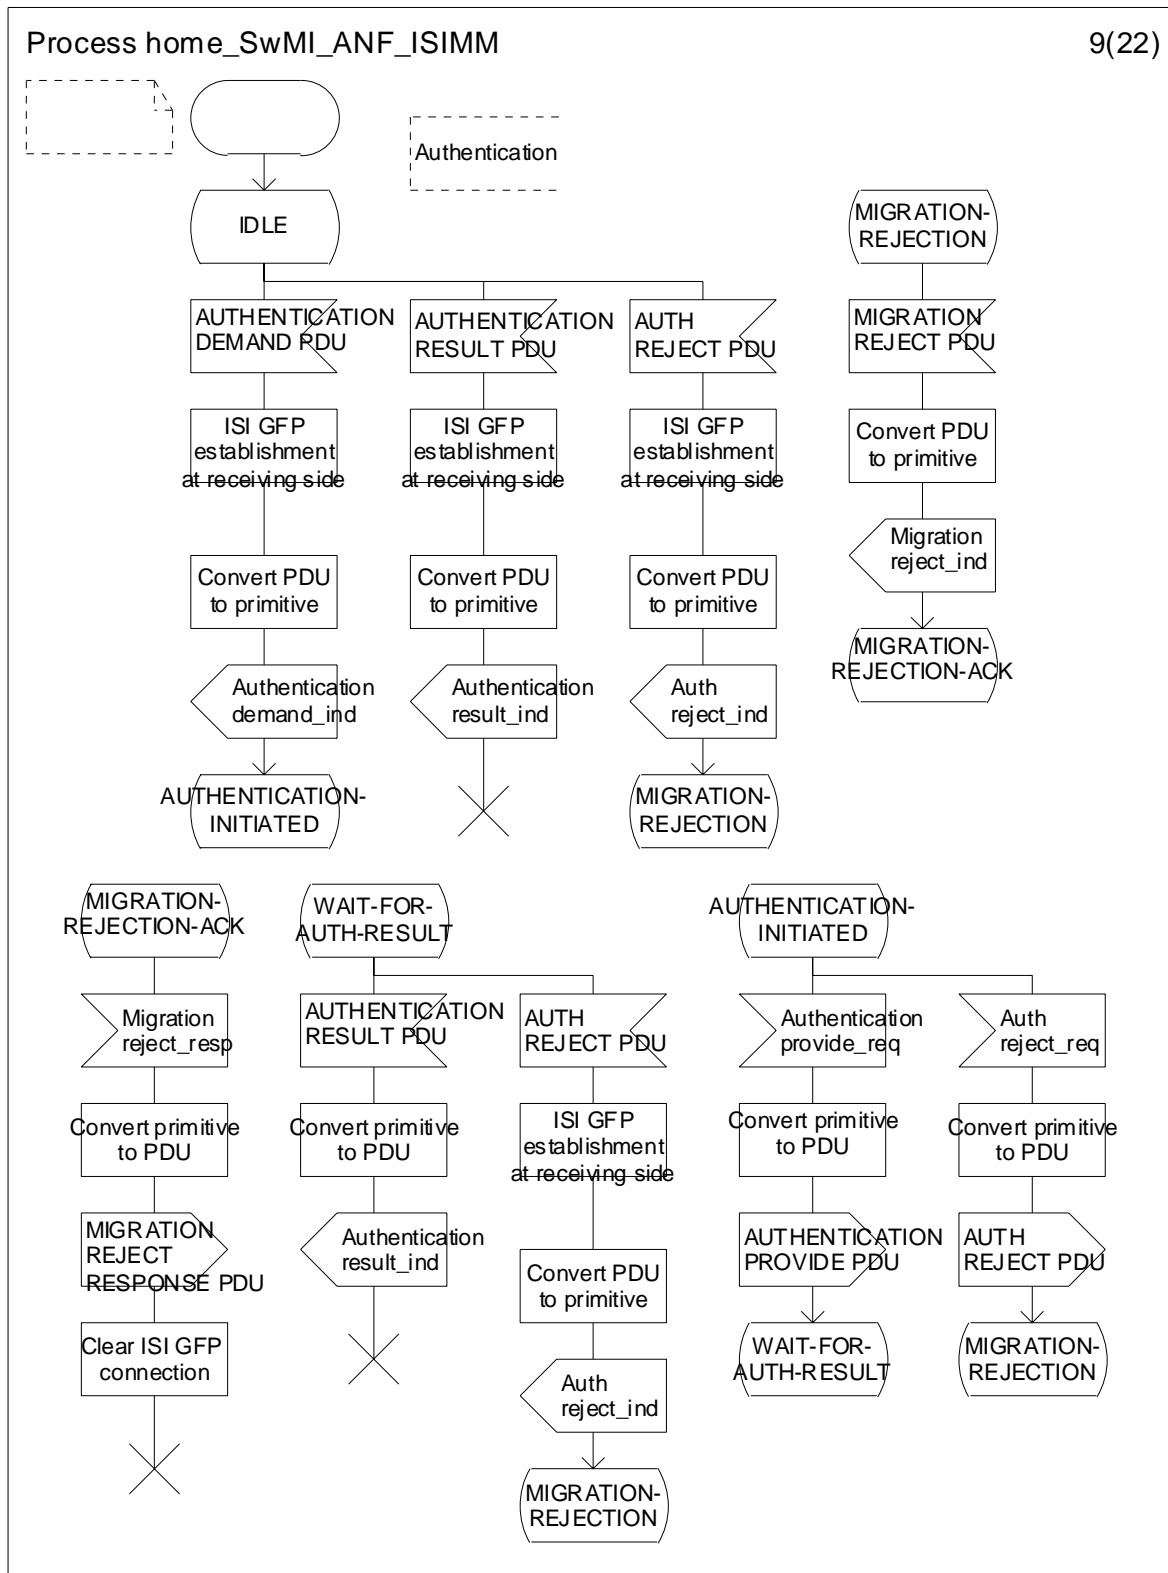 Process home_SwMI_ANF_ISIMM
9(22)
Authentication
IDLE
MIGRATION-
REJECTION
AUTHENTICATION
DEMAND PDU
AUTHENTICATION
RESULT PDU
AUTH
REJECT PDU
MIGRATION
REJECT PDU
ISI GFP
establishment
at receiving side
ISI GFP
establishment
at receiving side
ISI GFP
establishment
at receiving side
Convert PDU
to primitive
Migration
reject_ind
Convert PDU
to primitive
Convert PDU
to primitive
Convert PDU
to primitive
MIGRATION-
REJECTION-ACK
Authentication
demand_ind
Authentication
result_ind
Auth
reject_ind
AUTHENTICATION-
INITIATED
MIGRATION-
REJECTION
MIGRATION-
REJECTION-ACK
WAIT-FOR-
AUTH-RESULT
AUTHENTICATION-
INITIATED
Migration
reject_resp
AUTHENTICATION
RESULT PDU
AUTH
REJECT PDU
Authentication
provide_req
Auth
reject_req
Convert primitive
to PDU
Convert primitive
to PDU
ISI GFP
establishment
at receiving side
Convert primitive
to PDU
Convert primitive
to PDU
MIGRATION
REJECT
RESPONSE PDU
Authentication
result_ind
Convert PDU
to primitive
AUTHENTICATION
PROVIDE PDU
AUTH
REJECT PDU
Clear ISI GFP
connection
Auth
reject_ind
WAIT-FOR-
AUTH-RESULT
MIGRATION-
REJECTION
MIGRATION-
REJECTION